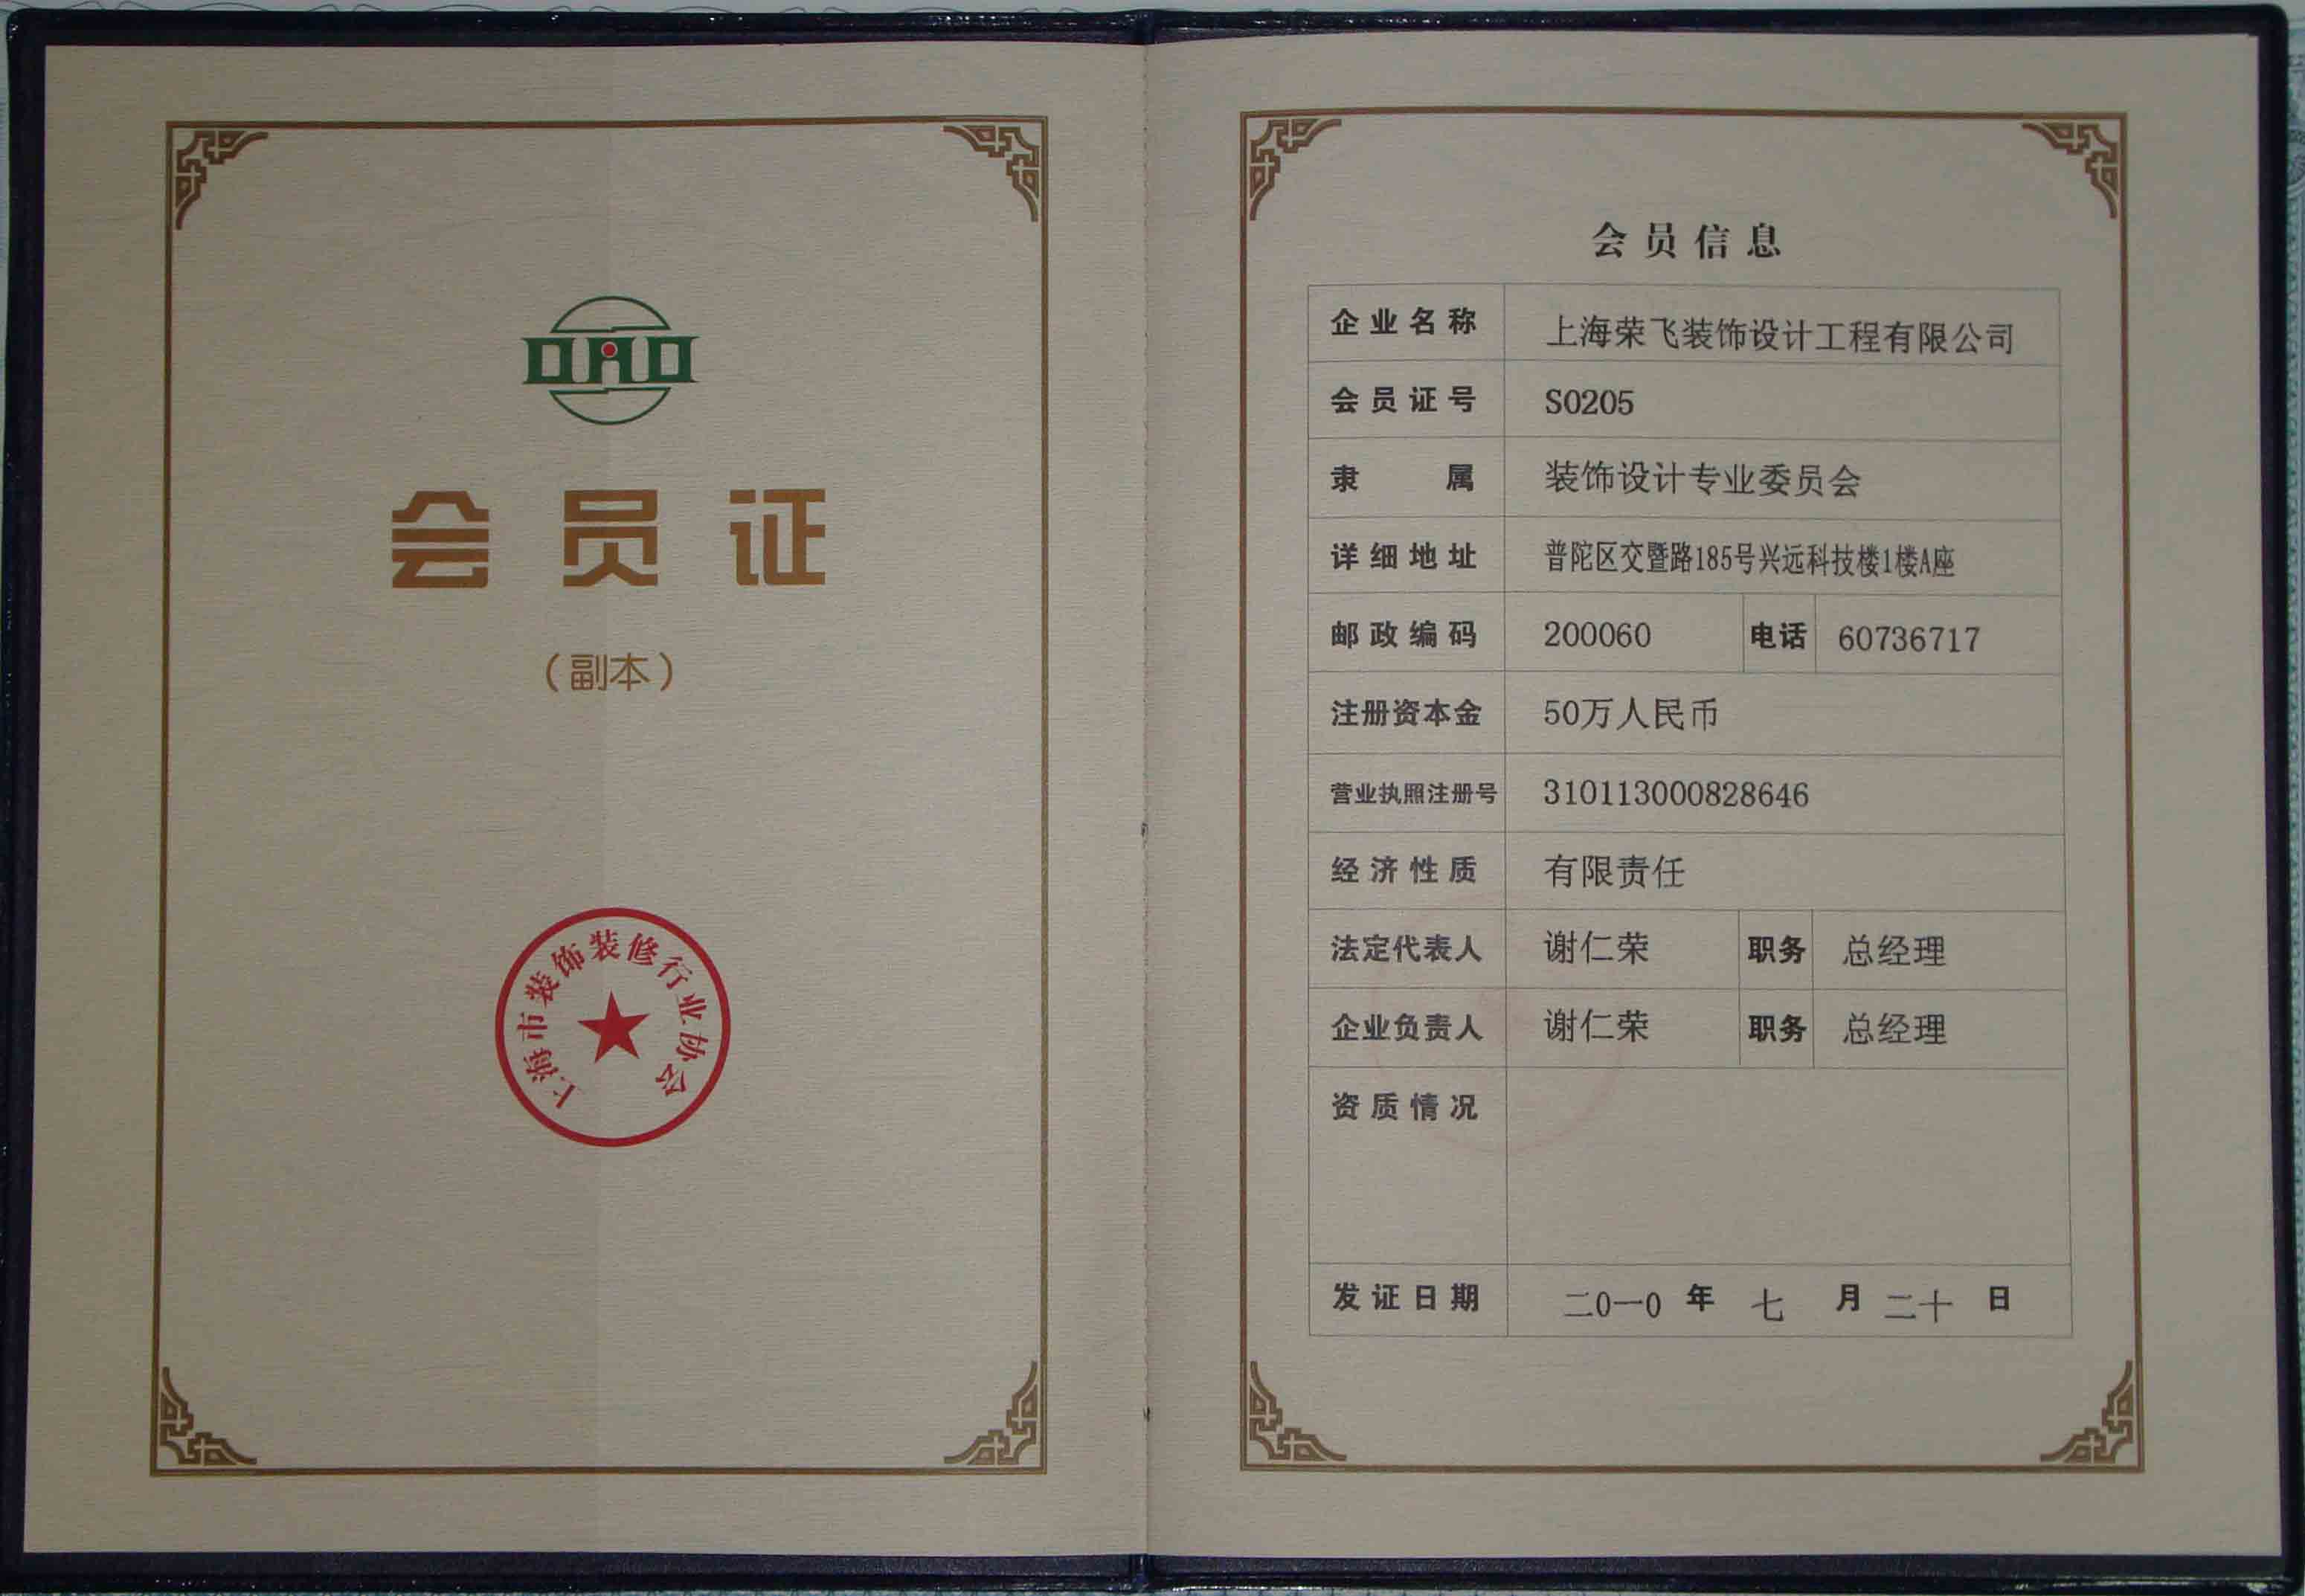 会员证
（副本）
上海市装饰装修行业协会
会员信息
企业名称 上海荣飞装饰设计工程有限公司
会员证号 S0205
隶属 装饰设计专业委员会
详细地址 普陀区交暨路185号兴远科技楼1楼A座
邮政编码 200060 电话 60736717
注册资本金 50万人民币
营业执照注册号 310113000828646
经济性质 有限责任
法定代表人 谢仁荣 职务 总经理
企业负责人 谢仁荣 职务 总经理
资质情况
发证日期 二0一0 年 七 月 二十 日